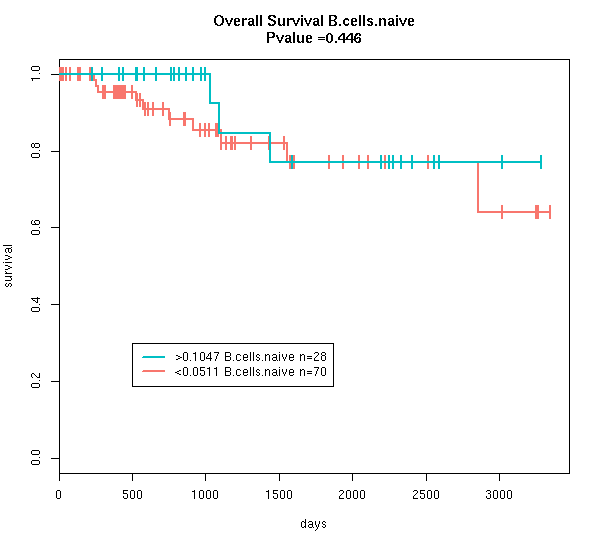 Overall Survival B.cells.naive
Pvalue =0.446
1.0
0.8
0.6
0.4
0.2
0.0
survival
>0.1047 B.cells.naive n=28
<0.0511 B.cells.naive n=70
0 500 1000 1500 2000 2500 3000
days